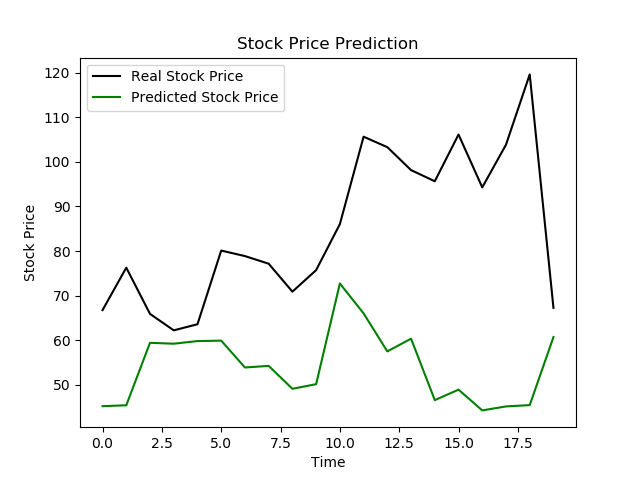 Stock Price Prediction
Real Stock Price
Predicted Stock Price
Stock Price
120
110
100
90
80
70
60
50
0.0 2.5 5.0 7.5 10.0 12.5 15.0 17.5
Time